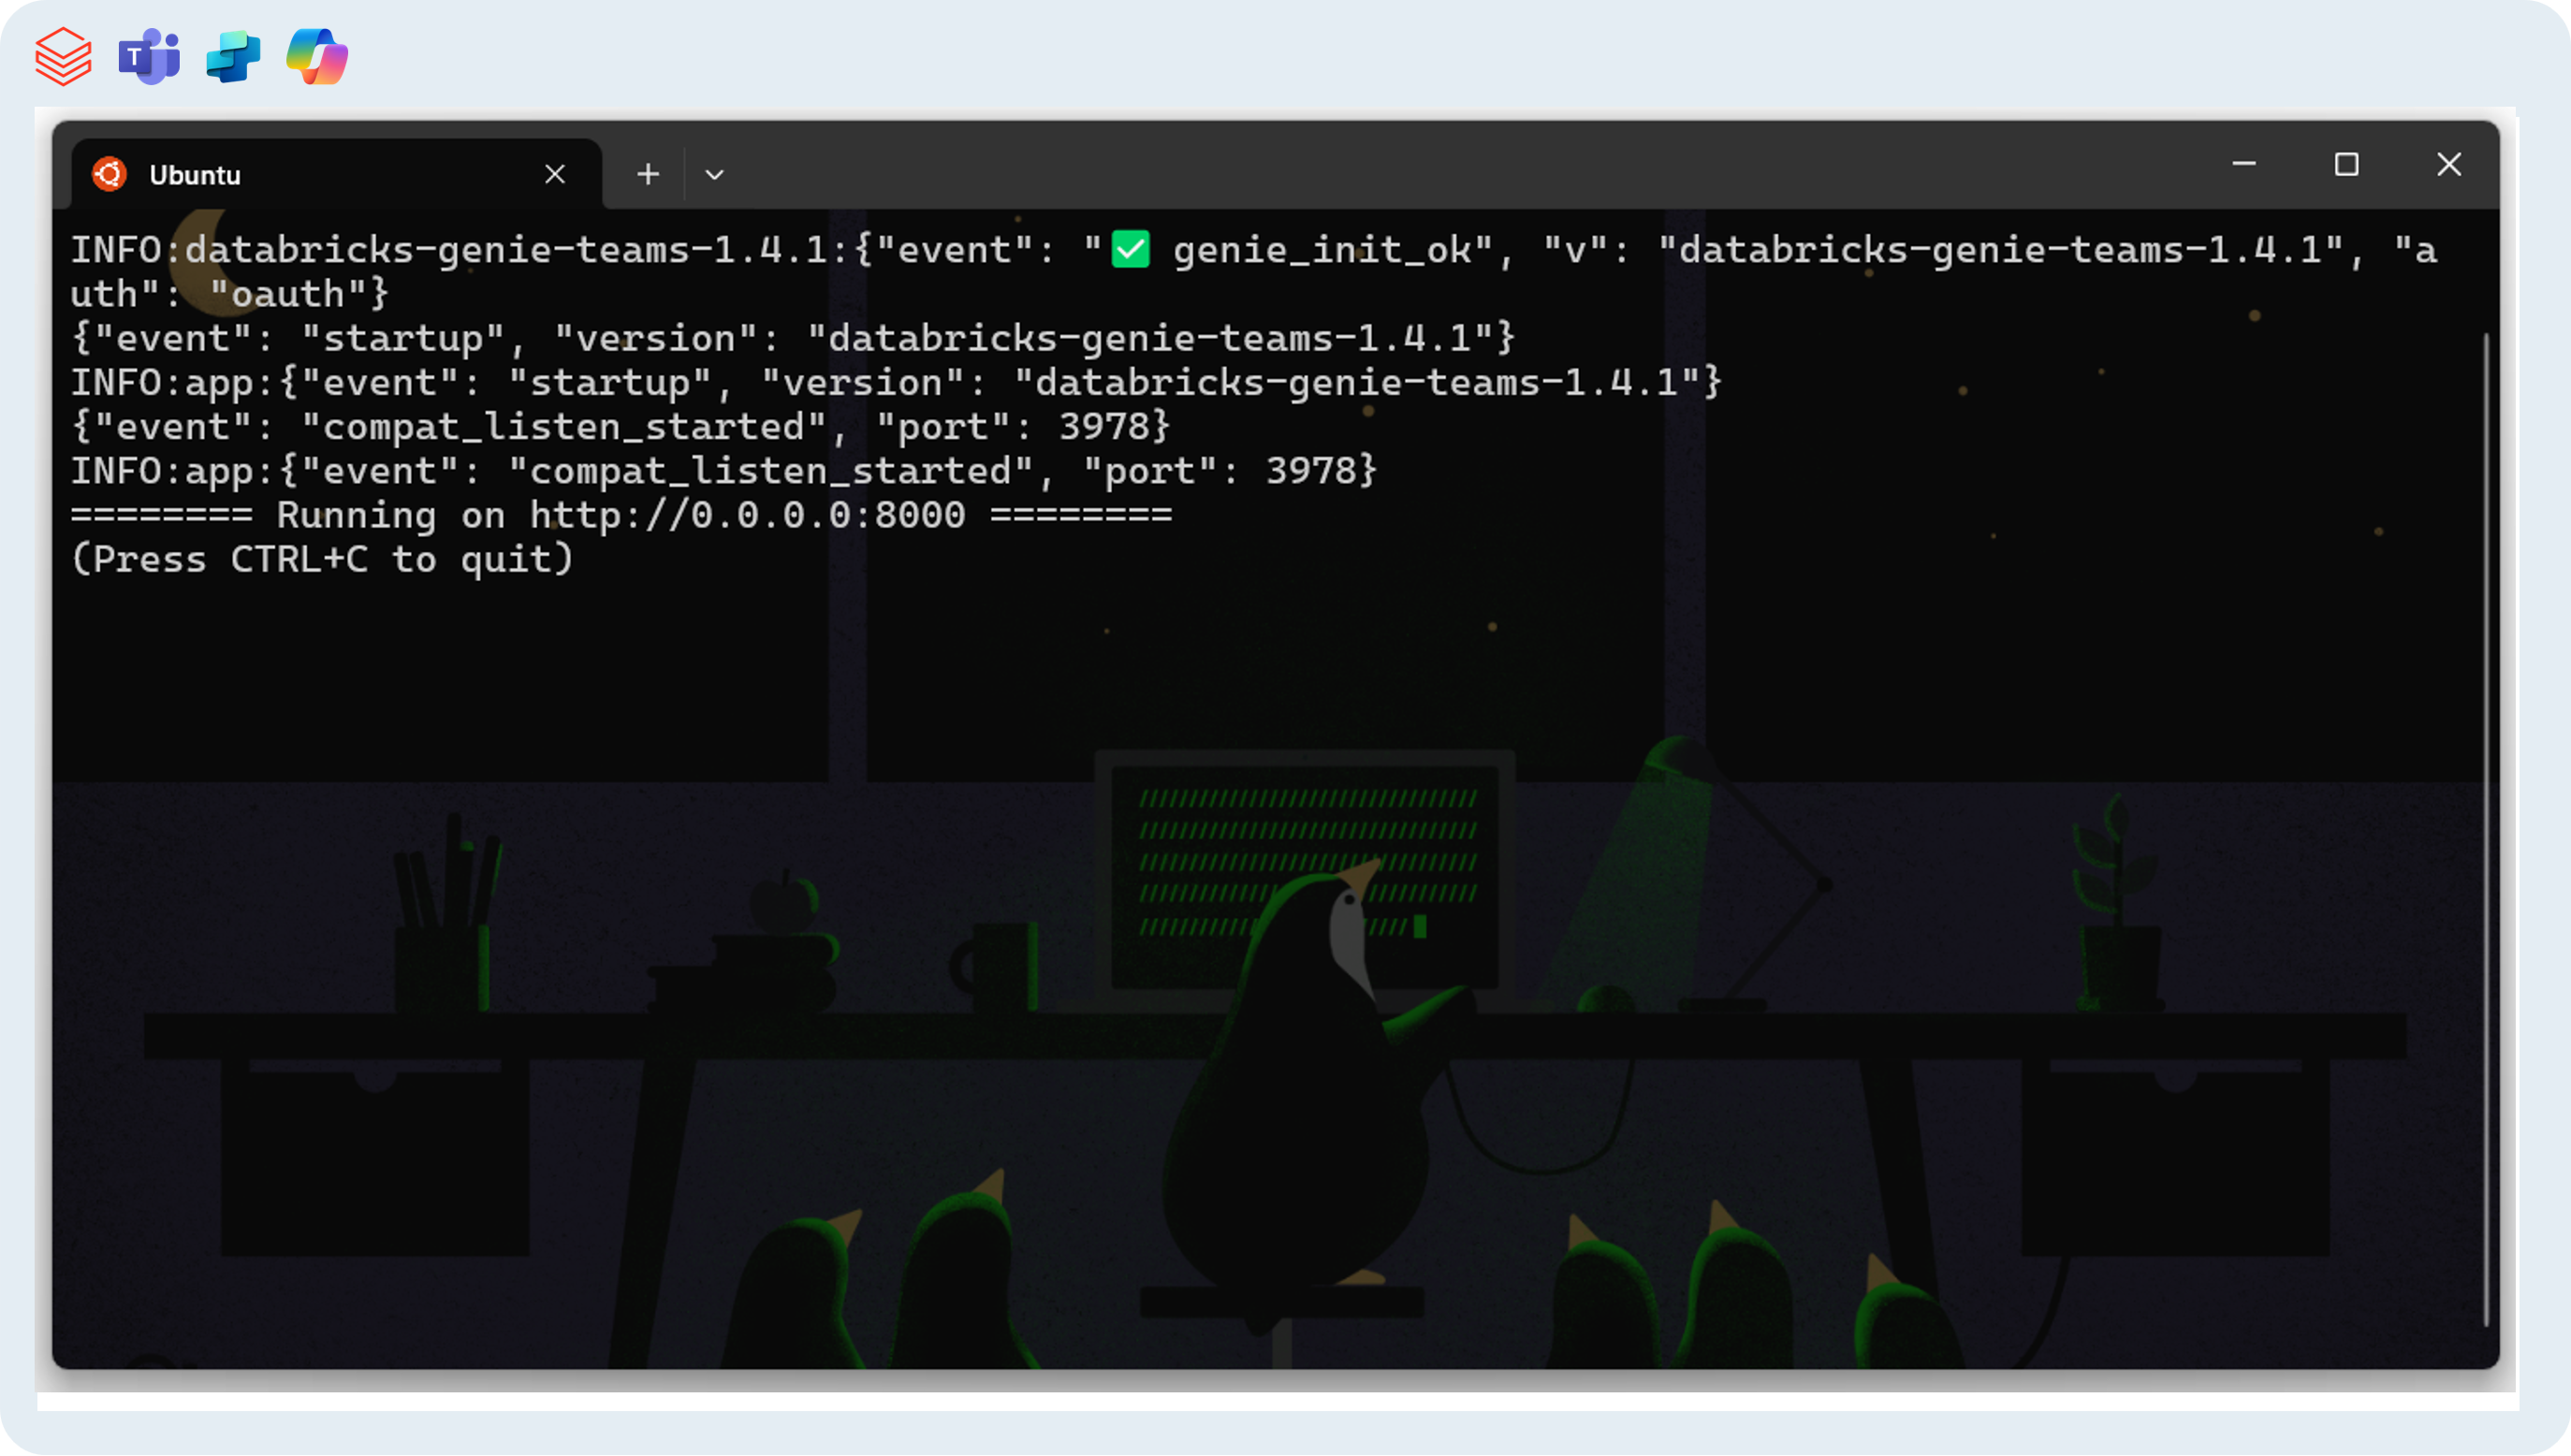 T
Ubuntu
INFO:databricks-genie-teams-1.4.1:{"event": "✅ genie_init_ok", "v": "databricks-genie-teams-1.4.1", "a
uth": "oauth"}
{"event": "startup", "version": "databricks-genie-teams-1.4.1"}
INFO:app:{"event": "startup", "version": "databricks-genie-teams-1.4.1"}
{"event": "compat_listen_started", "port": 3978}
INFO:app:{"event": "compat_listen_started", "port": 3978}
======== Running on http://0.0.0.0:8000 ========
(Press CTRL+C to quit)